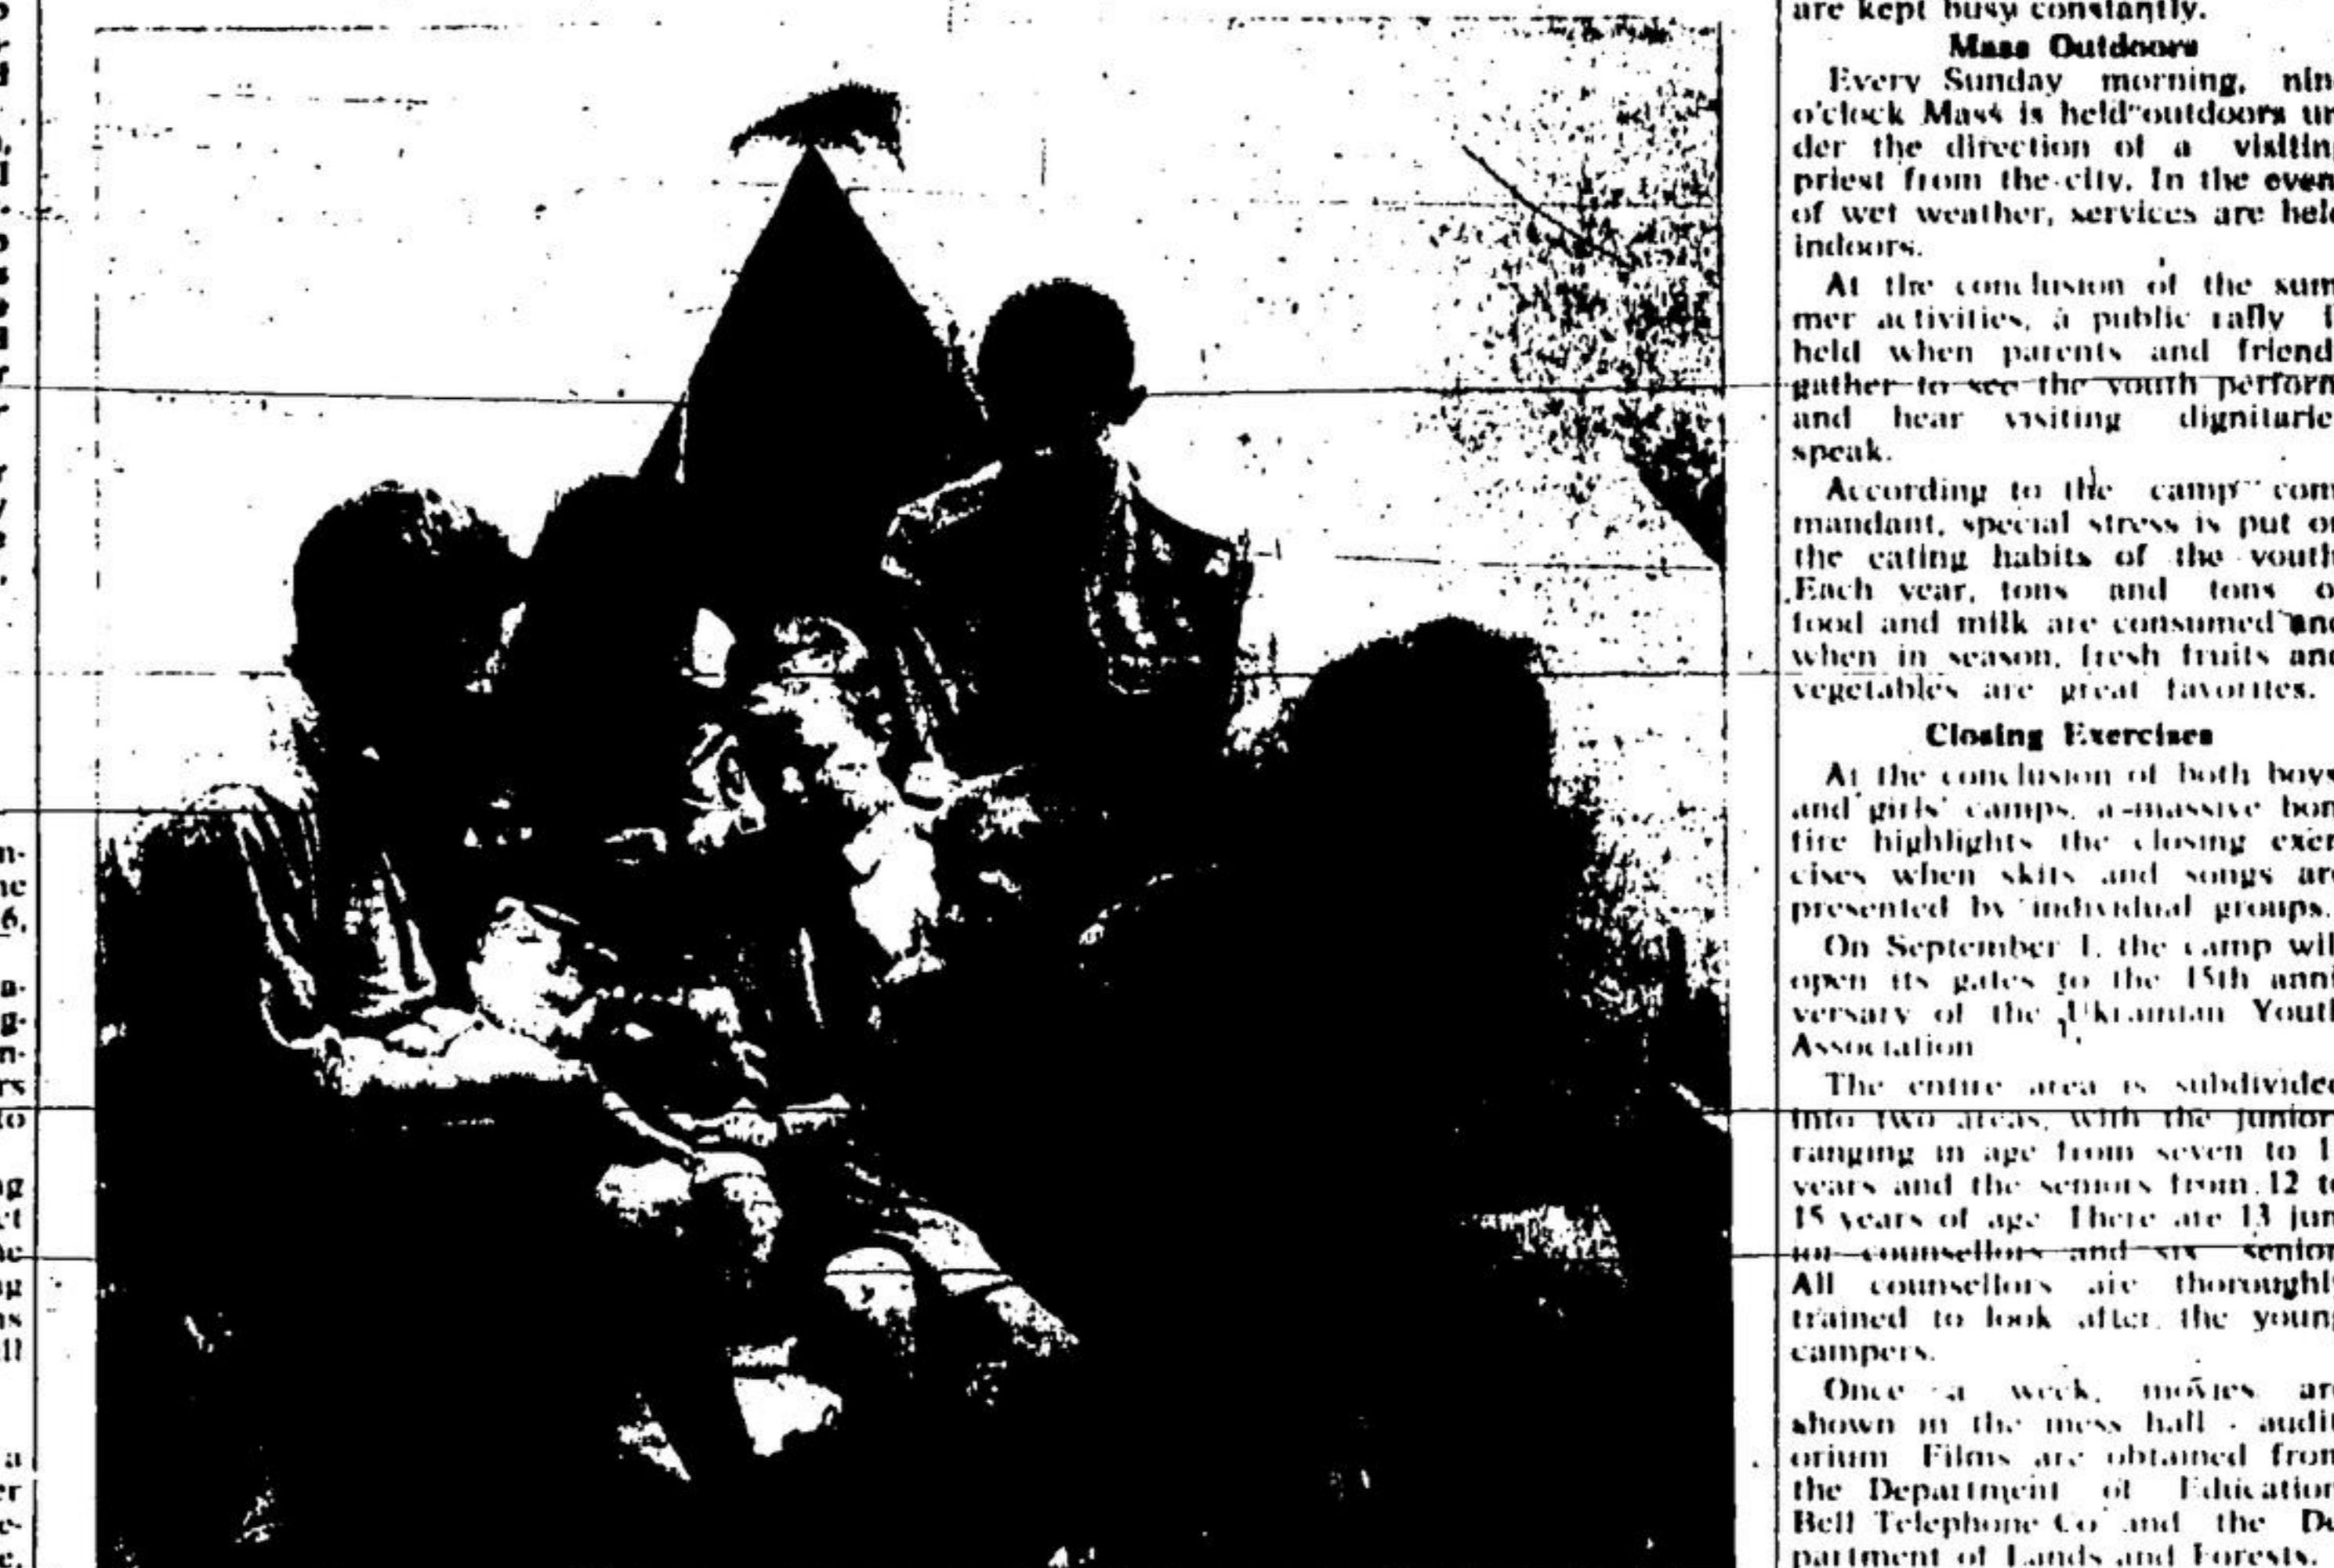 are kept busy constantly.
Mass Outdoors
Every Sunday morning, nin
o'clock Mass is held outdoors un
der the direction of a visiting
priest from the city. In the even
of wet weather, services are held
indoors.
At the conclusion of the sum
mer activities, a public rally i
held when parents and friend
gather to see the youth perform
and hear visiting dignitarie
speak.
According to the camp com
mandant, special stress is put on
the eating habits of the youth
Each year, tons and tons o
food and milk are consumed and
when in season, fresh fruits and
vegetables are great favorites.
Closing Exercises
At the conclusion of both boys
and girls' camps, a massive bon
fire highlights the closing exer
cises when skits and songs are
presented by individual groups.
On September 1, the camp will
open its gates to the 15th anni
versary of the Ukrainian Youth
Association
The entire area is subdivided
into two areas, with the junior
ranging in age from seven to 1
years and the seniors from 12 to
15 years of age There are 13 jun
ior counsellors and six senior
All counsellors are thoroughly
trained to look after the young
campers.
Once a week, movies are
shown in the mess hall - audit
orium Films are obtained from
the Department of Education
Bell Telephone Co and the De
partment of Lands and Forests.